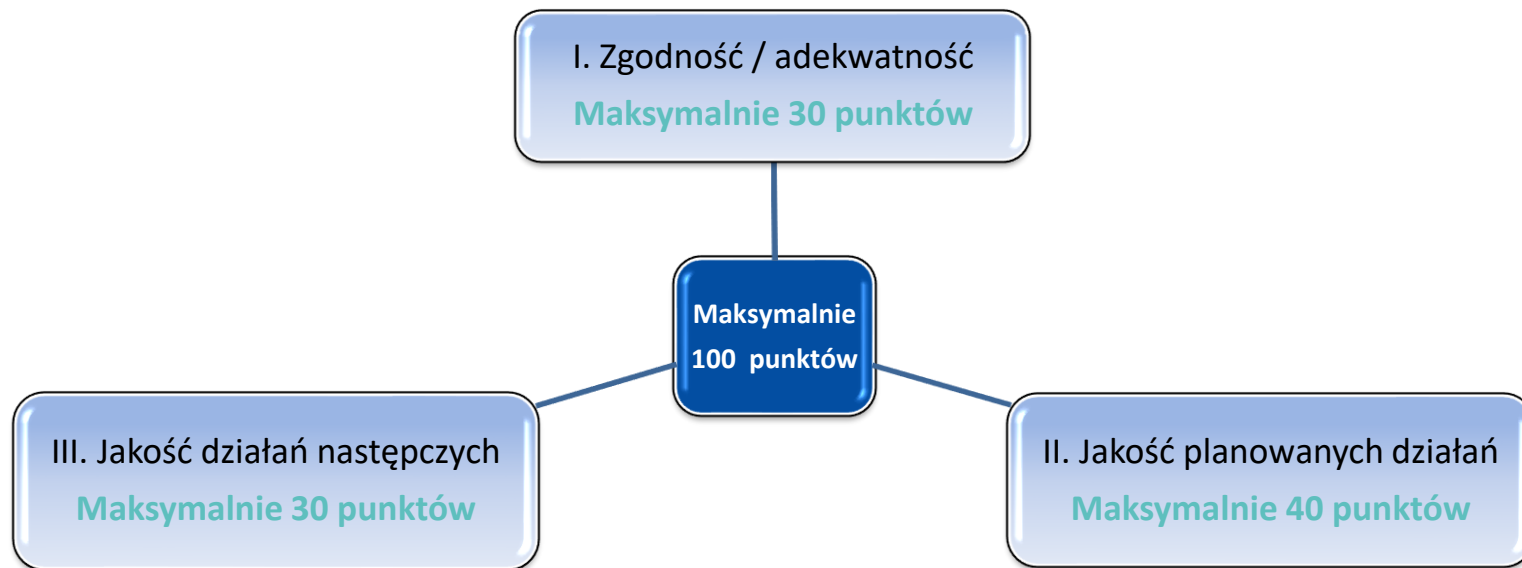 I. Zgodność / adekwatność
Maksymalnie 30 punktów
Maksymalnie
100 punktów
III. Jakość działań następczych
Maksymalnie 30 punktów
II. Jakość planowanych działań
Maksymalnie 40 punktów